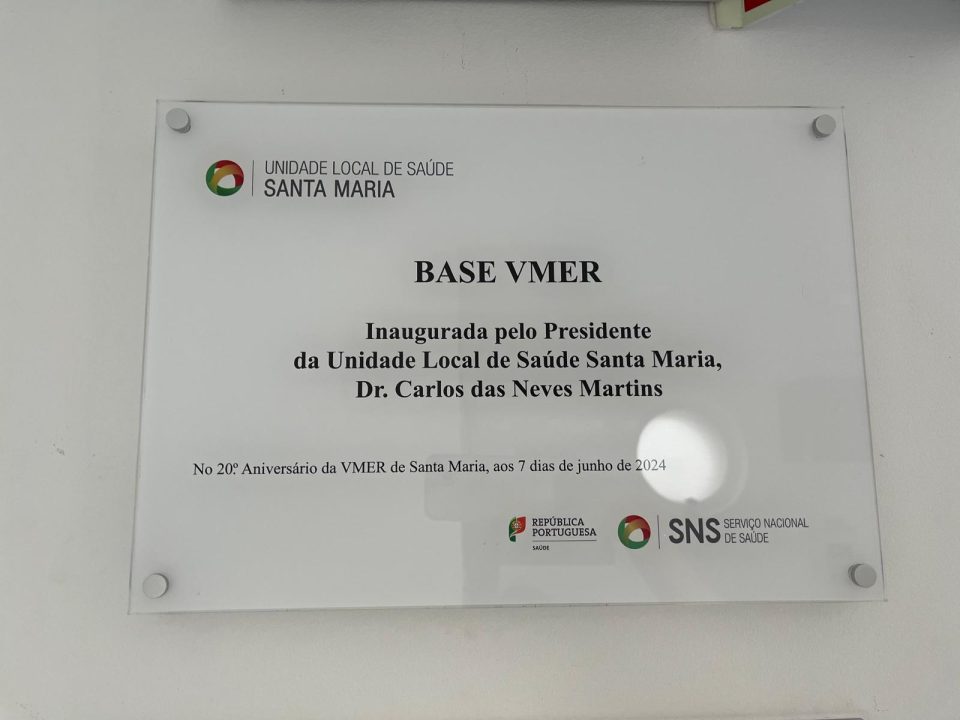 UNIDADE LOCAL DE SAÚDE
SANTA MARIA
BASE VMER
Inaugurada pelo Presidente
da Unidade Local de Saúde Santa Maria,
Dr. Carlos das Neves Martins
No 20.º Aniversário da VMER de Santa Maria, aos 7 dias de junho de 2024
REPÚBLICA
PORTUGUESA
SAÚDE
SNS SERVIÇO NACIONAL
DE SAÚDE